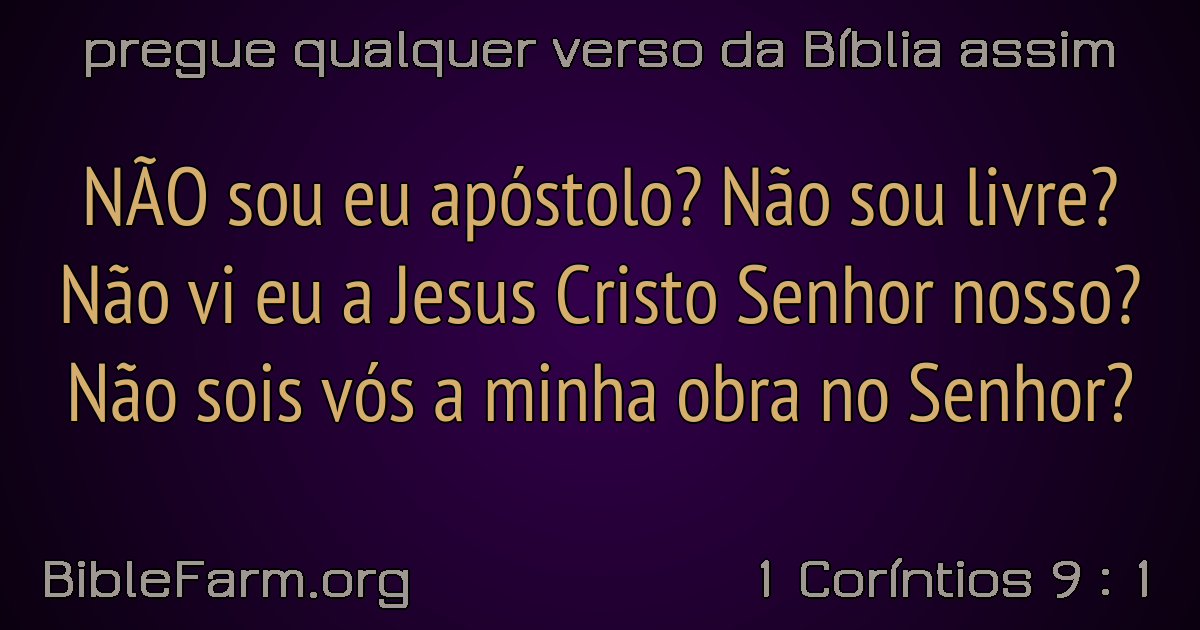 pregue qualquer verso da Bíblia assim
NÃO sou eu apóstolo? Não sou livre?
Não vi eu a Jesus Cristo Senhor nosso?
Não sois vós a minha obra no Senhor?
BibleFarm.org
1 Coríntios 9 : 1